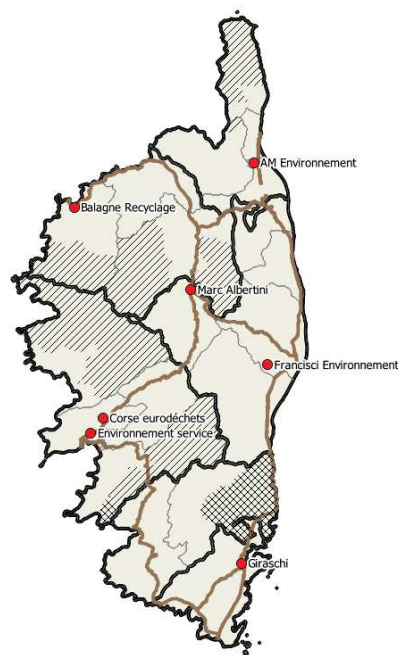 AM Environnement
Balagne Recyclage
Marc Albertini
Francisci Environnement
Corse eurodéchets
Environnement service
Giraschi